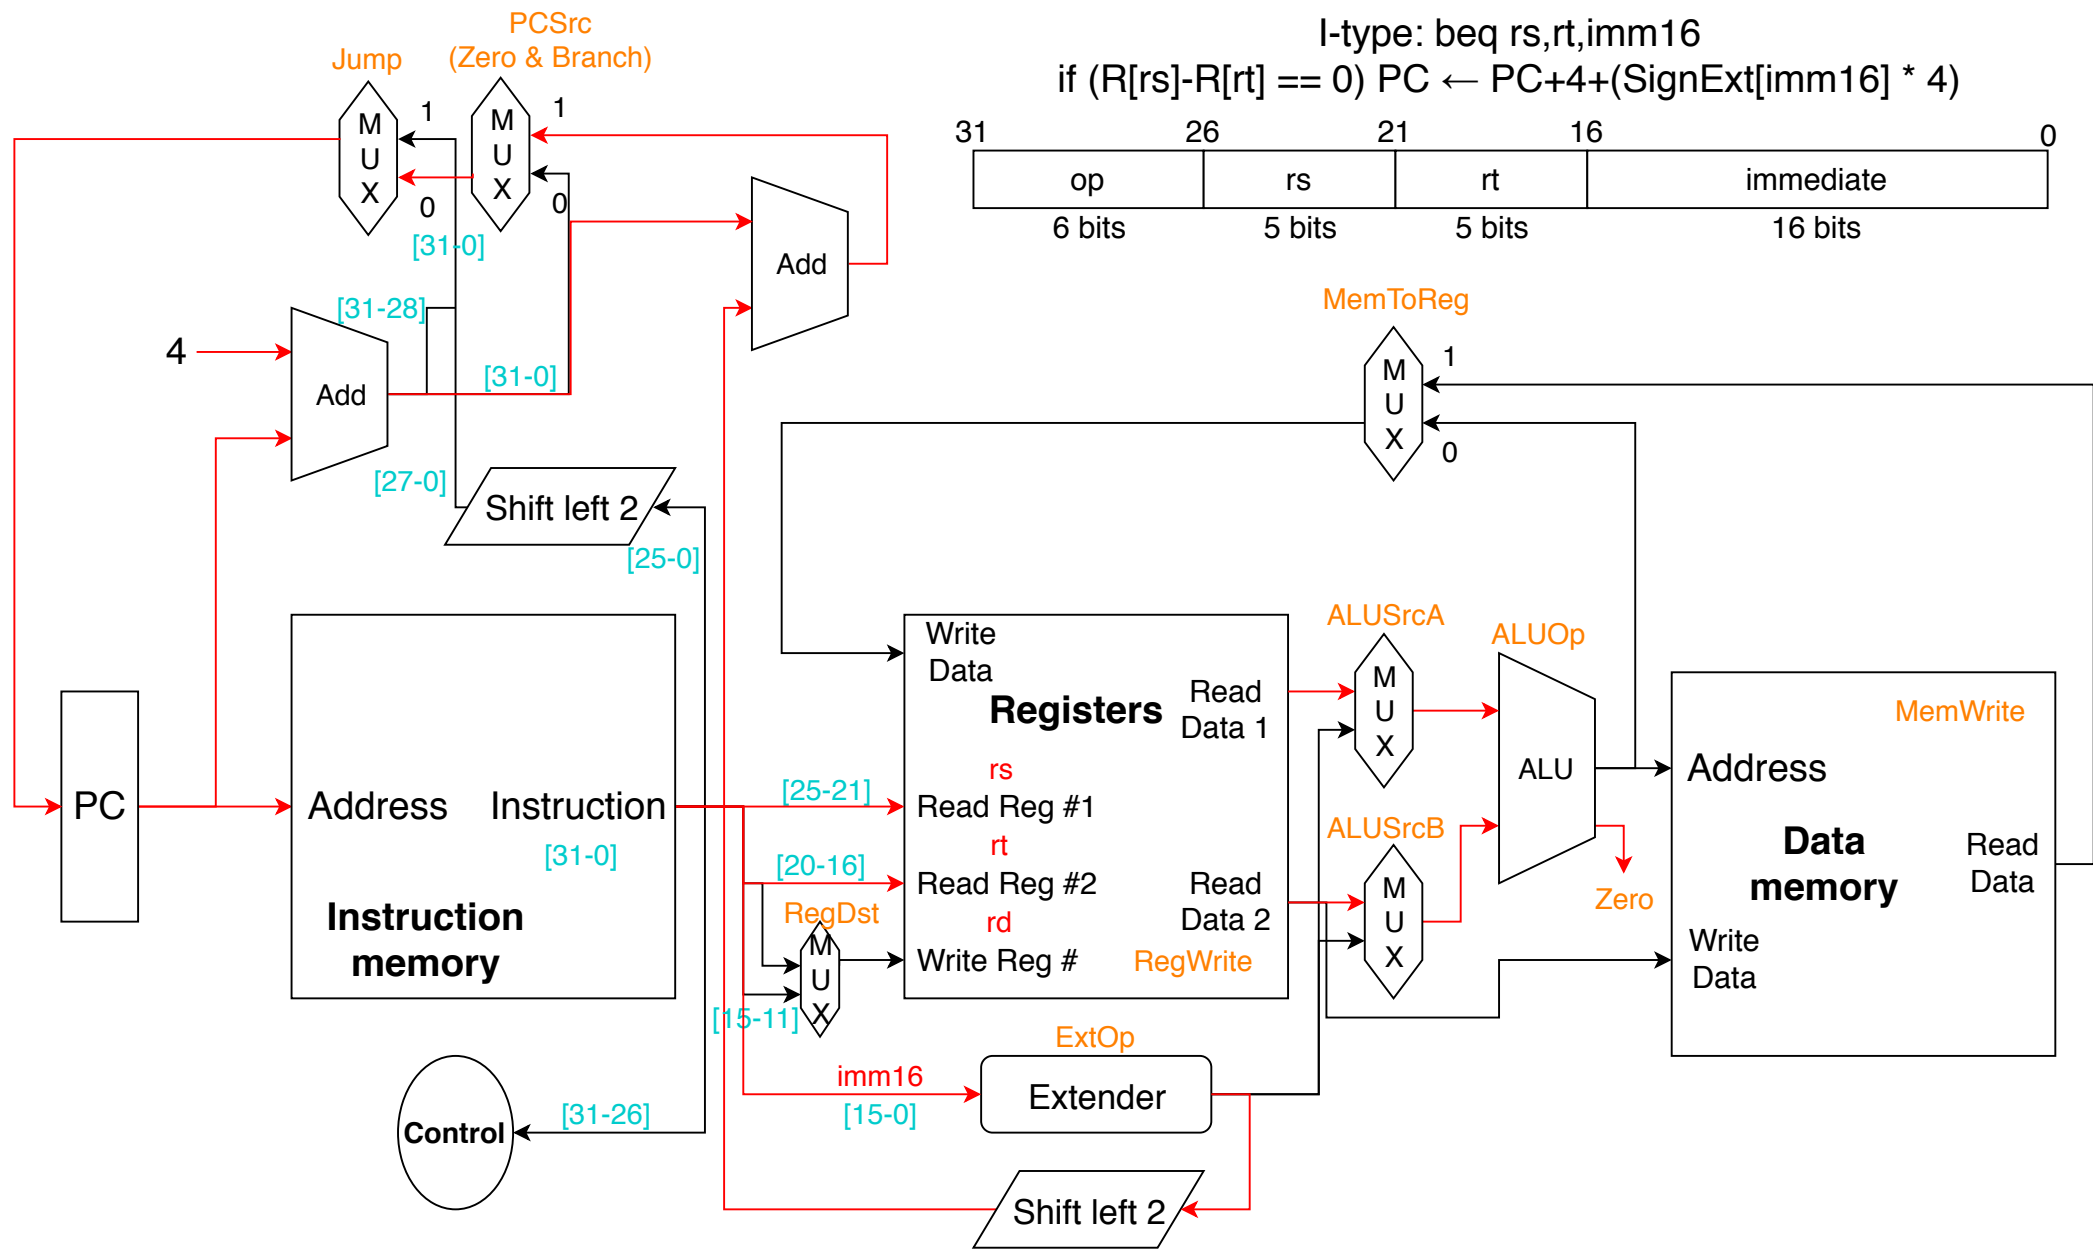 PCSrc
(Zero & Branch)
Jump
I-type: beq rs,rt,imm16
if (R[rs]-R[rt] == 0) PC ← PC+4+(SignExt[imm16] * 4)
31 26 21 16 0
op rs rt immediate
6 bits 5 bits 5 bits 16 bits
M
U
X
1
0
M
U
X
1
0
[31-0]
Add
[31-28]
4
Add
[31-0]
[27-0]
Shift left 2
[25-0]
MemToReg
M
U
X
1
0
PC
Address
Instruction
[31-0]
Instruction
memory
Control
[31-26]
[25-21]
[20-16]
RegDst
M
U
X
[15-11]
imm16
[15-0]
Write
Data
Registers
Read
Data 1
rs
Read Reg #1
rt
Read Reg #2
rd
Write Reg #
Read
Data 2
RegWrite
ExtOp
Extender
Shift left 2
ALUSrcA
M
U
X
ALUSrcB
M
U
X
ALUOp
ALU
Zero
MemWrite
Address
Data
memory
Read
Data
Write
Data